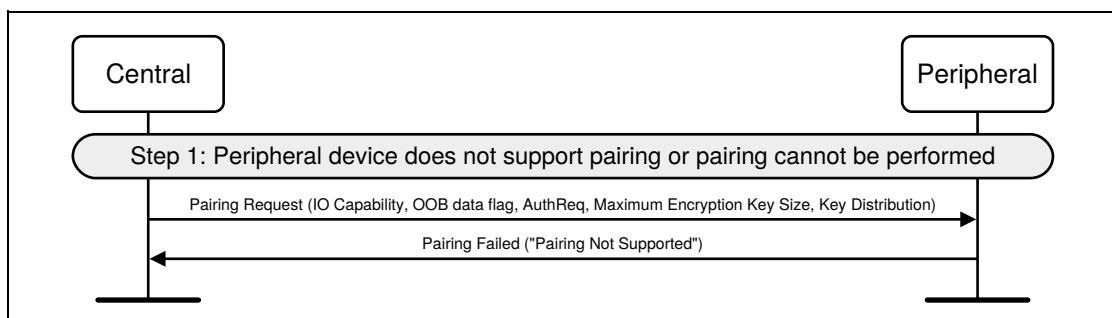 Central
Peripheral
Step 1: Peripheral device does not support pairing or pairing cannot be performed
Pairing Request (IO Capability, OOB data flag, AuthReq, Maximum Encryption Key Size, Key Distribution)
Pairing Failed ("Pairing Not Supported")